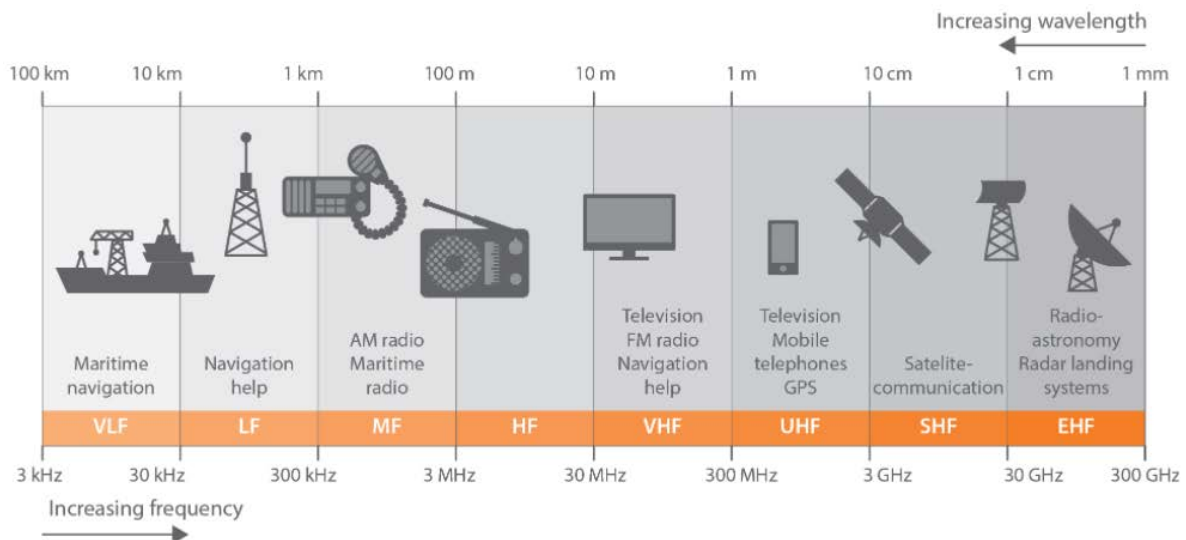 Increasing wavelength
100 km 10 km 1 km 100 m 10 m 1 m 10 cm 1 cm 1 mm
Maritime
navigation
Navigation
help
AM radio
Maritime
radio
Television
FM radio
Navigation
help
Television
Mobile
telephones
GPS
Satelite-
communication
Radio-
astronomy
Radar landing
systems
VLF LF MF HF VHF UHF SHF EHF
3 kHz 30 kHz 300 kHz 3 MHz 30 MHz 300 MHz 3 GHz 30 GHz 300 GHz
Increasing frequency